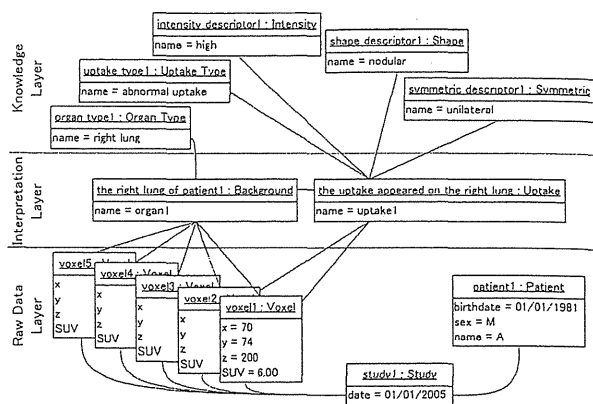 Knowledge
Layer
intensity descriptor1 : Intensity
name = high
shape descriptor1 : Shape
name = nodular
uptake type1 : Uptake Type
name = abnormal uptake
symmetric descriptor1 : Symmetric
name = unilateral
organ type1 : Organ Type
name = right lung
Interpretation
Layer
the right lung of patient1 : Background
name = organ1
the uptake appeared on the right lung : Uptake
name = uptake1
Raw Data
Layer
voxel5
x
y
z
SUV
voxel4 : Voxel
x
y
z
SUV
voxel3 : Voxel
x
y
z
SUV
voxel2
x
y
z
SUV
voxel1 : Voxel
x = 70
y = 74
z = 200
SUV = 6.00
patient1 : Patient
birthdate = 01/01/1981
sex = M
name = A
study1 : Study
date = 01/01/2005